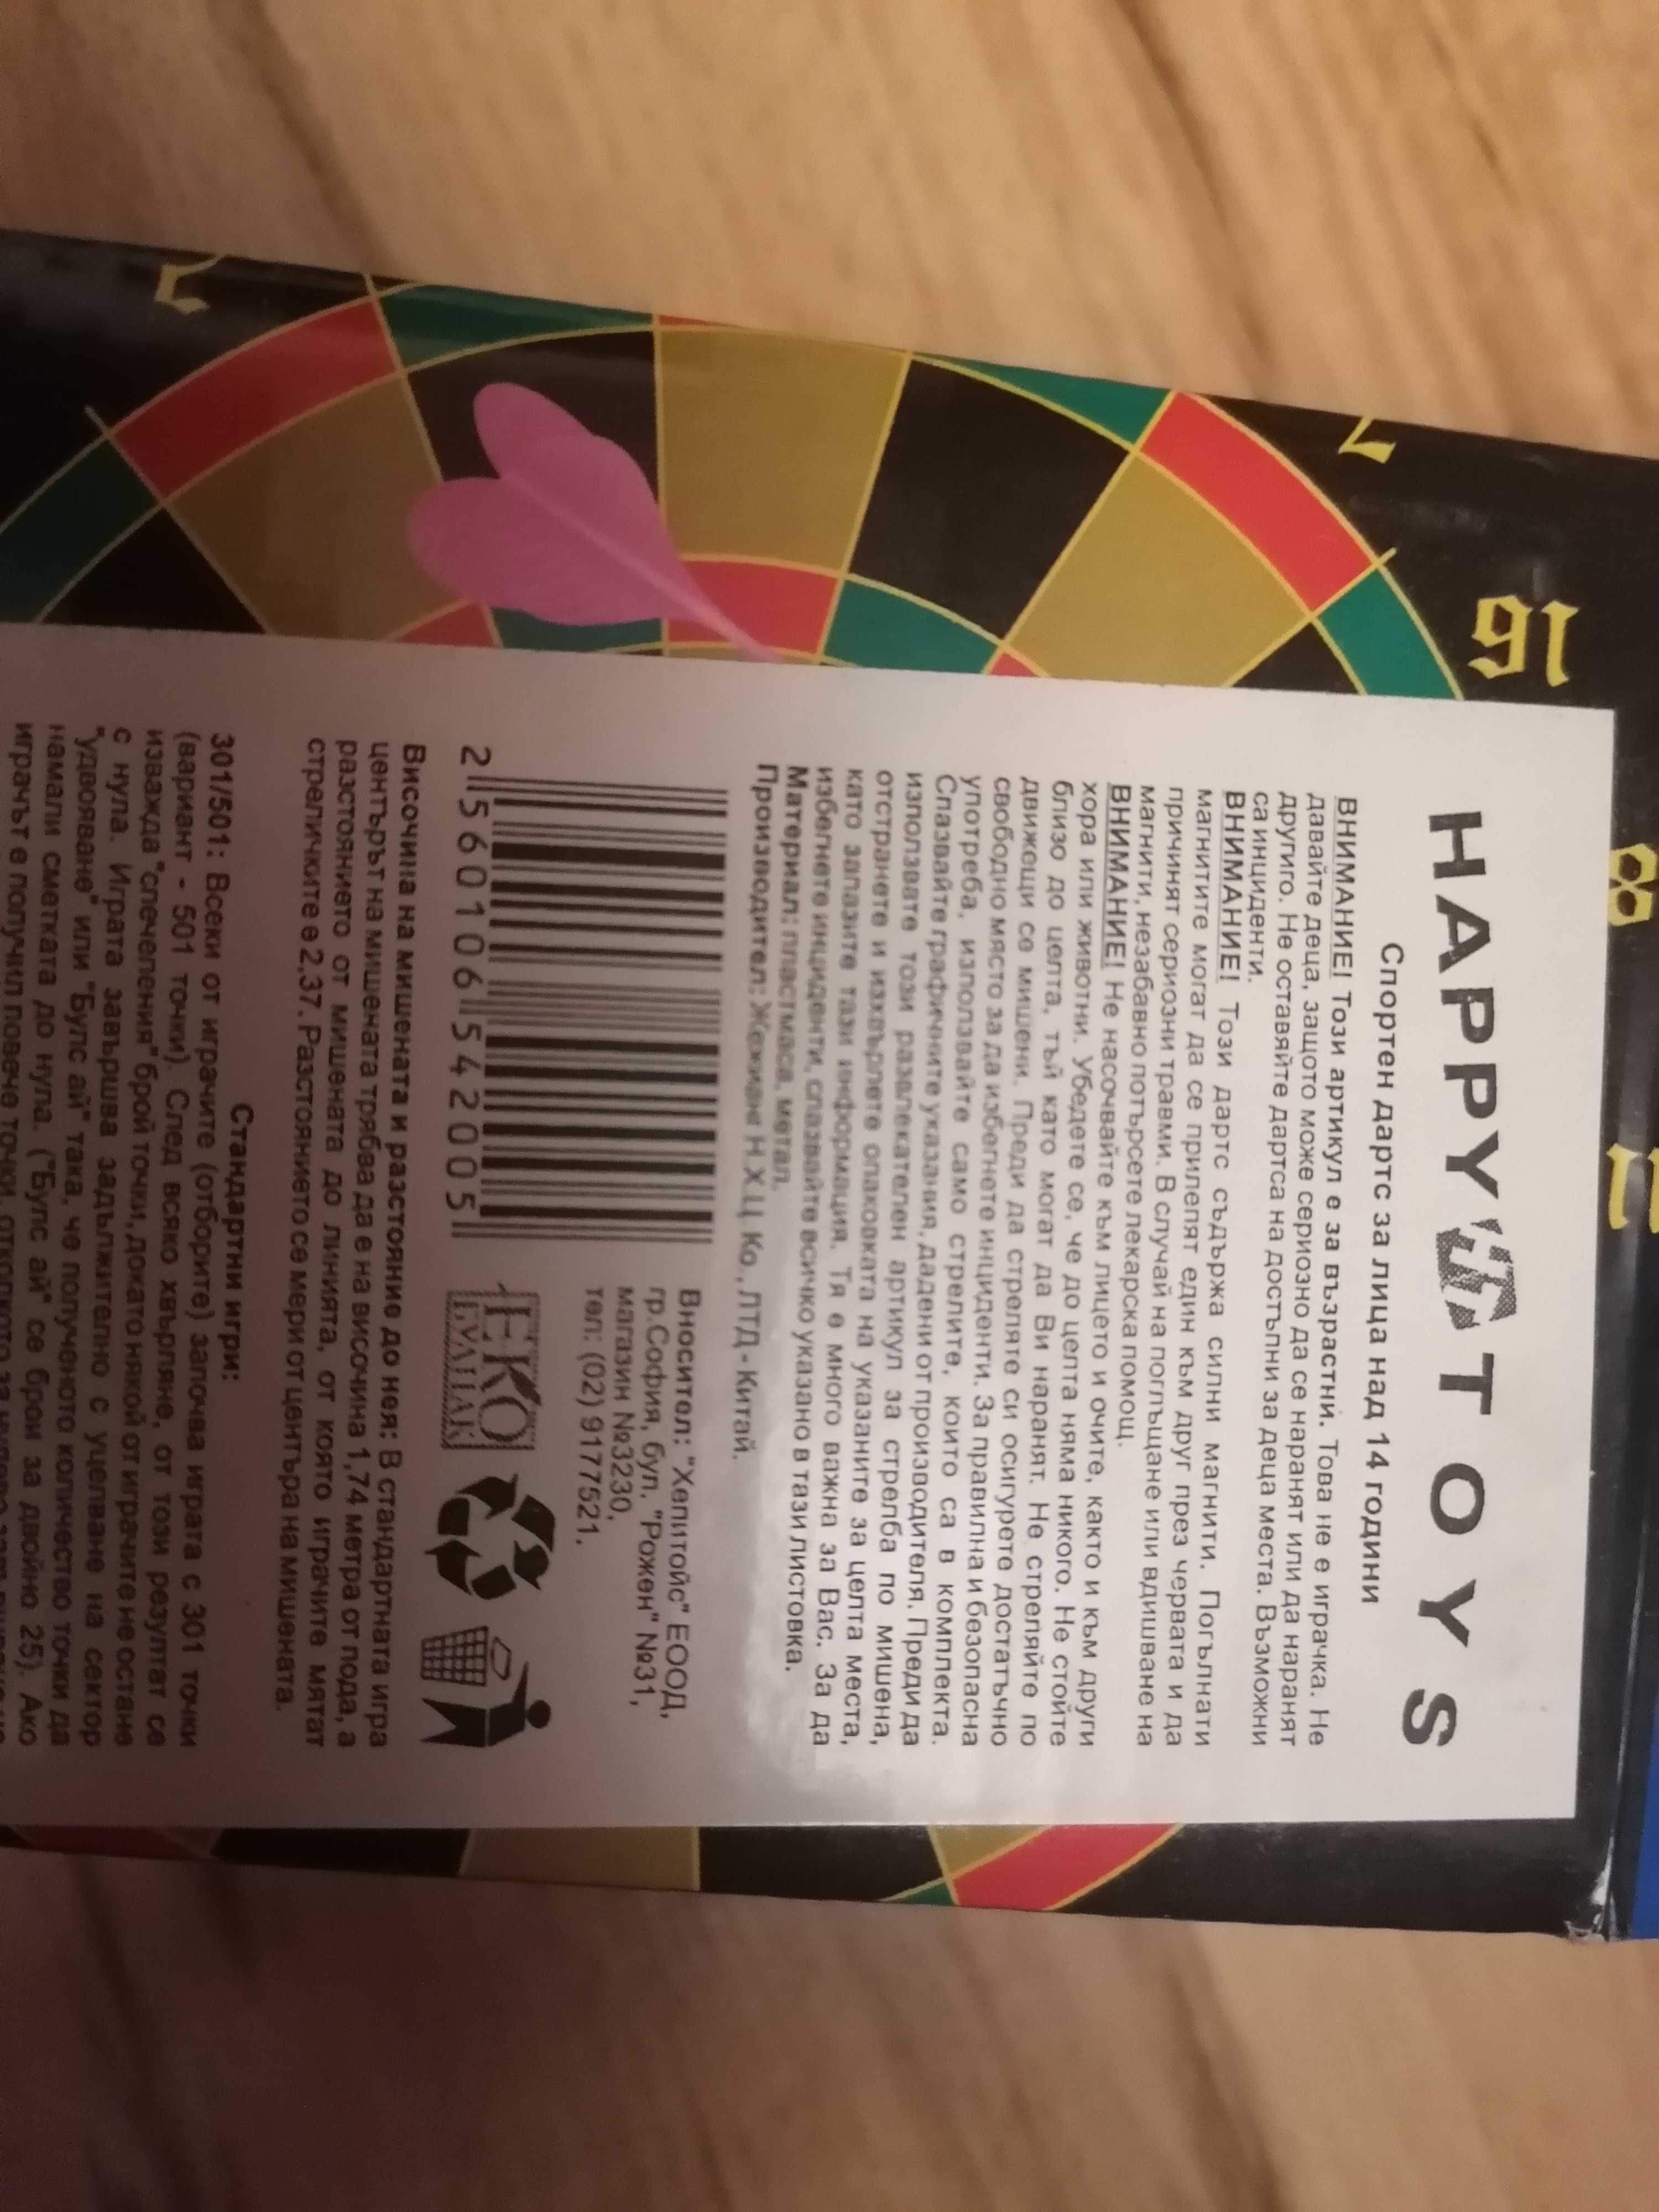 8
11
16
7
HAPPY TOYS
Спортен дартс за лица над 14 години
ВНИМАНИЕ! Този артикул е за възрастни. Това не е играчка. Не
давайте деца, защото може сериозно да се наранят или да наранят
другиго. Не оставяйте дартса на достъпни за деца места. Възможни
са инциденти.
ВНИМАНИЕ! Този дартс съдържа силни магнити. Погълнати
магнитите могат да се прилепят един към друг през червата и да
причинят сериозни травми. В случай на поглъщане или вдишване на
магнити, незабавно потърсете лекарска помощ.
ВНИМАНИЕ! Не насочвайте към лицето и очите, както и към други
хора или животни. Убедете се, че до целта няма никого. Не стойте
близо до целта, тъй като могат да Ви наранят. Не стреляйте по
движещи се мишени. Преди да стреляте си осигурете достатъчно
свободно място за да избегнете инциденти. За правилна и безопасна
употреба, използвайте само стрелите, които са в комплекта.
Спазвайте графичните указания, дадени от производителя. Преди да
използвате този развлекателен артикул за стрелба по мишена,
отстранете и изхвърлете опаковката на указаните за целта места,
като запазите тази информация. Тя е много важна за Вас. За да
избегнете инциденти, спазвайте всичко указано в тази листовка.
Материал: пластмаса, метал.
Производител: Жежианг Н Х Ц Ко., ЛТД - Китай.
Вносител: "Хепитойс" ЕООД,
гр.София, бул. "Рожен" №31,
магазин №3230,
тел: (02) 9177521,
2 560106 542005
ЕКО
БУЛПАК
Височина на мишената и разстояние до нея: В стандартната игра
центърът на мишената трябва да е на височина 1,74 метра от пода, а
разстоянието от мишената до линията, от която играчите мятат
стреличките е 2,37. Разстоянието се мери от центъра на мишената.
Стандартни игри:
301/501: Всеки от играчите (отборите) започва играта с 301 точки
(вариант - 501 точки). След всяко хвърляне, от този резултат се
изважда "спечеления" брой точки, докато някой от играчите не остане
с нула. Играта завършва задължително с уцелване на сектор
"удвояване" или "Булс ай" така, че полученото количество точки да
намали сметката до нула. ("Булс ай" се брои за двойно 25). Ако
играчът е получил повече точки, отколкото